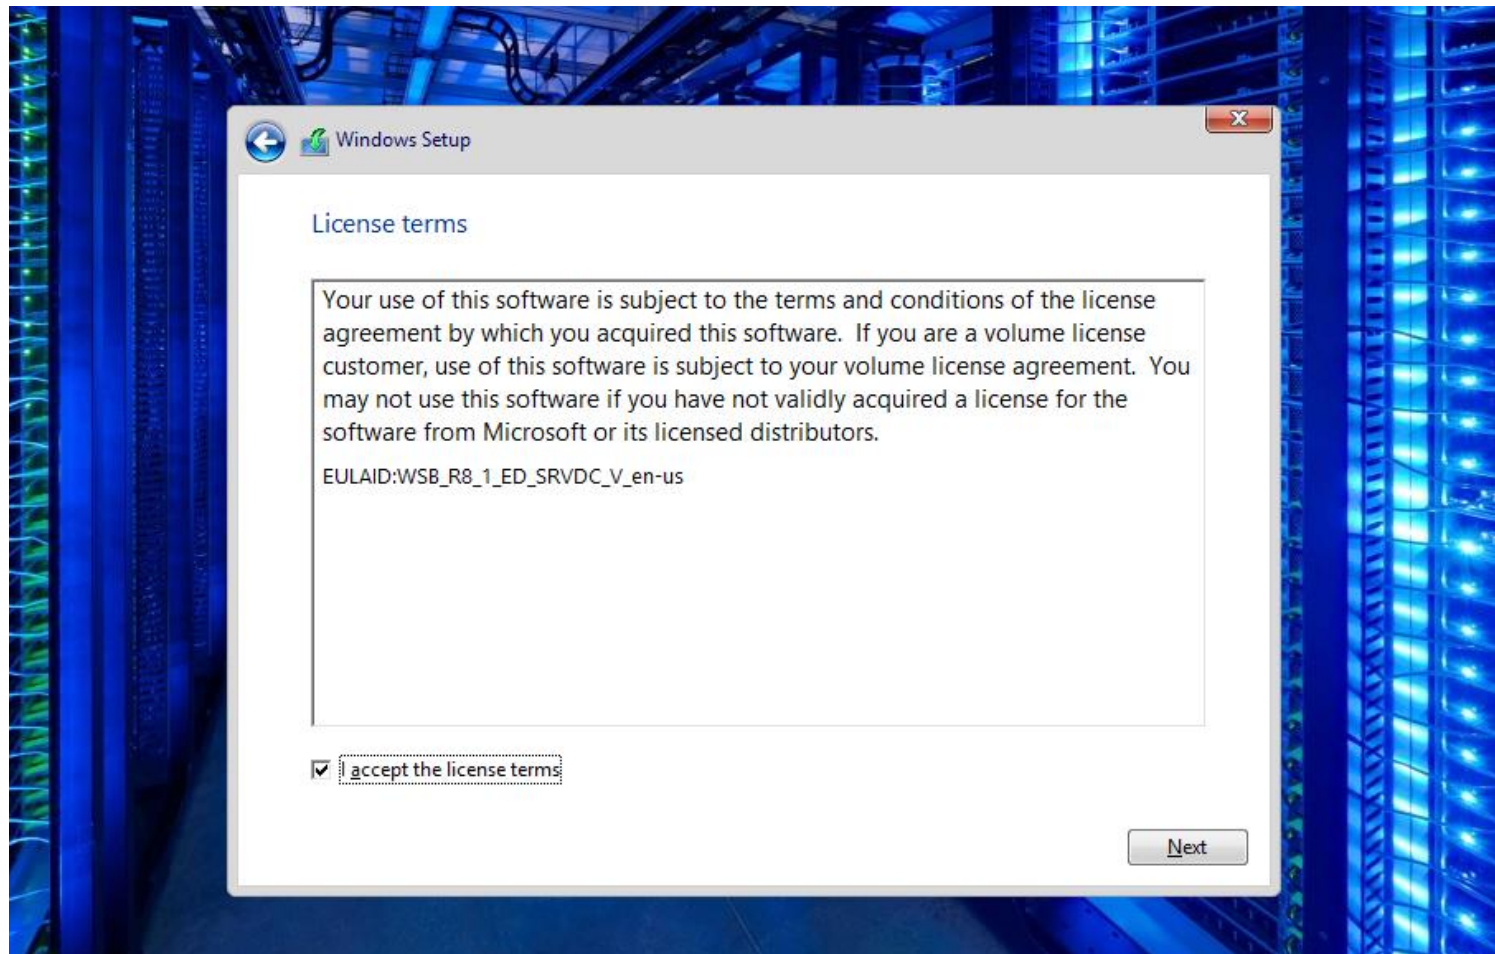 Windows Setup
License terms
Your use of this software is subject to the terms and conditions of the license
agreement by which you acquired this software.  If you are a volume license
customer, use of this software is subject to your volume license agreement.  You
may not use this software if you have not validly acquired a license for the
software from Microsoft or its licensed distributors.
EULAID:WSB_R8_1_ED_SRVDC_V_en-us
I accept the license terms
Next